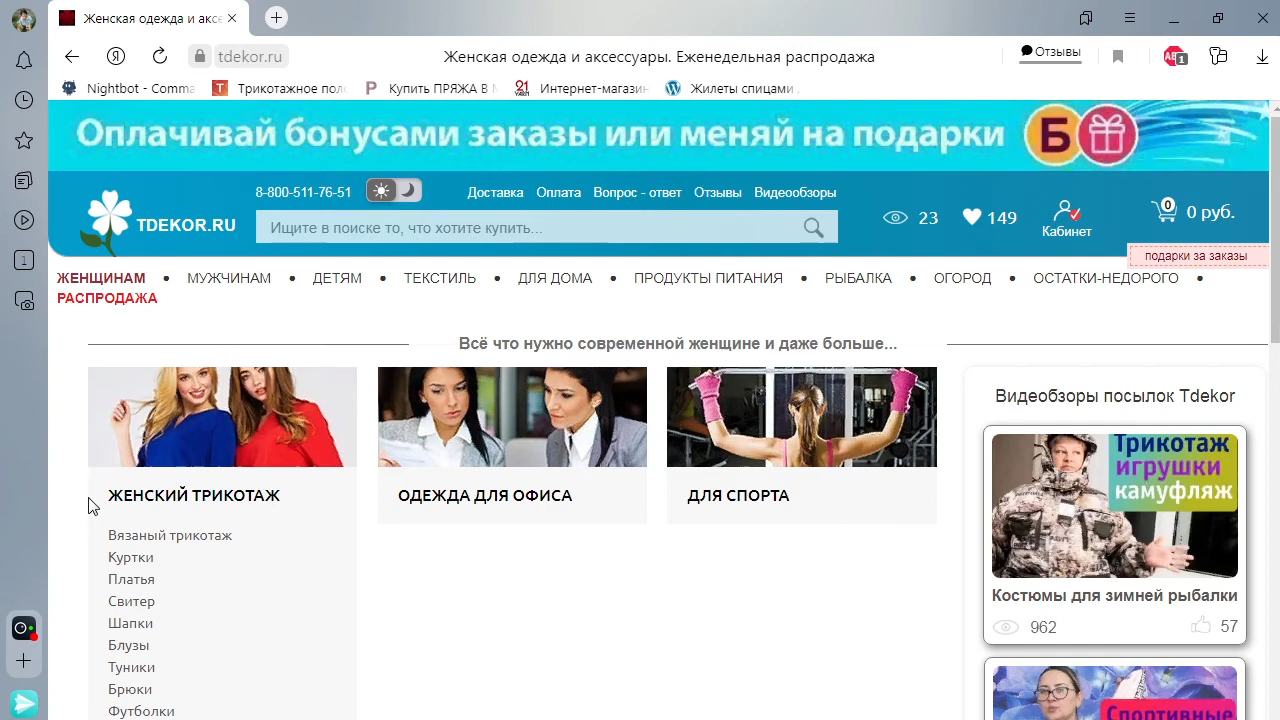 Женская одежда и аксе
tdekor.ru
Женская одежда и аксессуары. Еженедельная распродажа
Отзывы
1
Nightbot - Comma
Трикотажное пол
Купить ПРЯЖА В М
Интернет-магазин
Жилеты спицами
Оплачивай бонусами заказы или меняй на подарки
Б
8-800-511-76-51
Доставка Оплата Вопрос - ответ Отзывы Видеообзоры
TDEKOR.RU
Ищите в поиске то, что хотите купить...
23
149
Кабинет
0
0 руб.
подарки за заказы
ЖЕНЩИНАМ • МУЖЧИНАМ • ДЕТЯМ • ТЕКСТИЛЬ • ДЛЯ ДОМА • ПРОДУКТЫ ПИТАНИЯ • РЫБАЛКА • ОГОРОД • ОСТАТКИ-НЕДОРОГО •
РАСПРОДАЖА
Всё что нужно современной женщине и даже больше...
ЖЕНСКИЙ ТРИКОТАЖ
Вязаный трикотаж
Куртки
Платья
Свитер
Шапки
Блузы
Туники
Брюки
Футболки
ОДЕЖДА ДЛЯ ОФИСА
ДЛЯ СПОРТА
Видеообзоры посылок Tdekor
Трикотаж
игрушки
камуфляж
Костюмы для зимней рыбалки
962
57
Спортивные
1